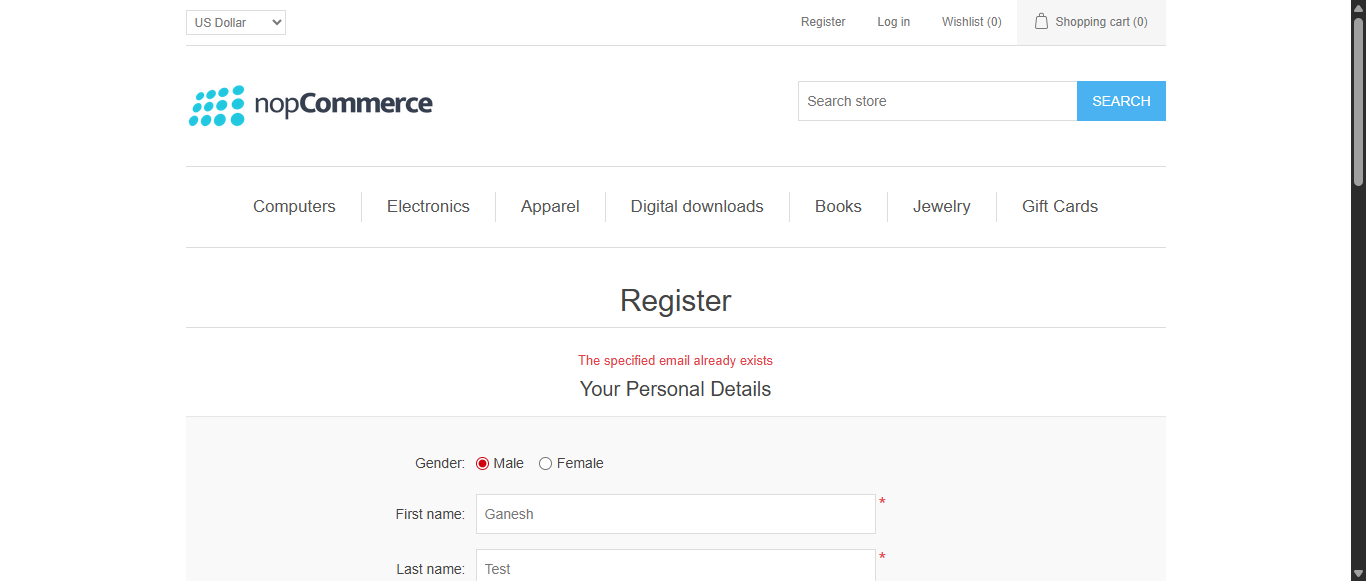 US Dollar Register Log in Wishlist (0) Shopping cart (0)
nopCommerce Search store SEARCH
Computers Electronics Apparel Digital downloads Books Jewelry Gift Cards
Register
The specified email already exists
Your Personal Details
Gender: Male Female
First name: Ganesh *
Last name: Test *